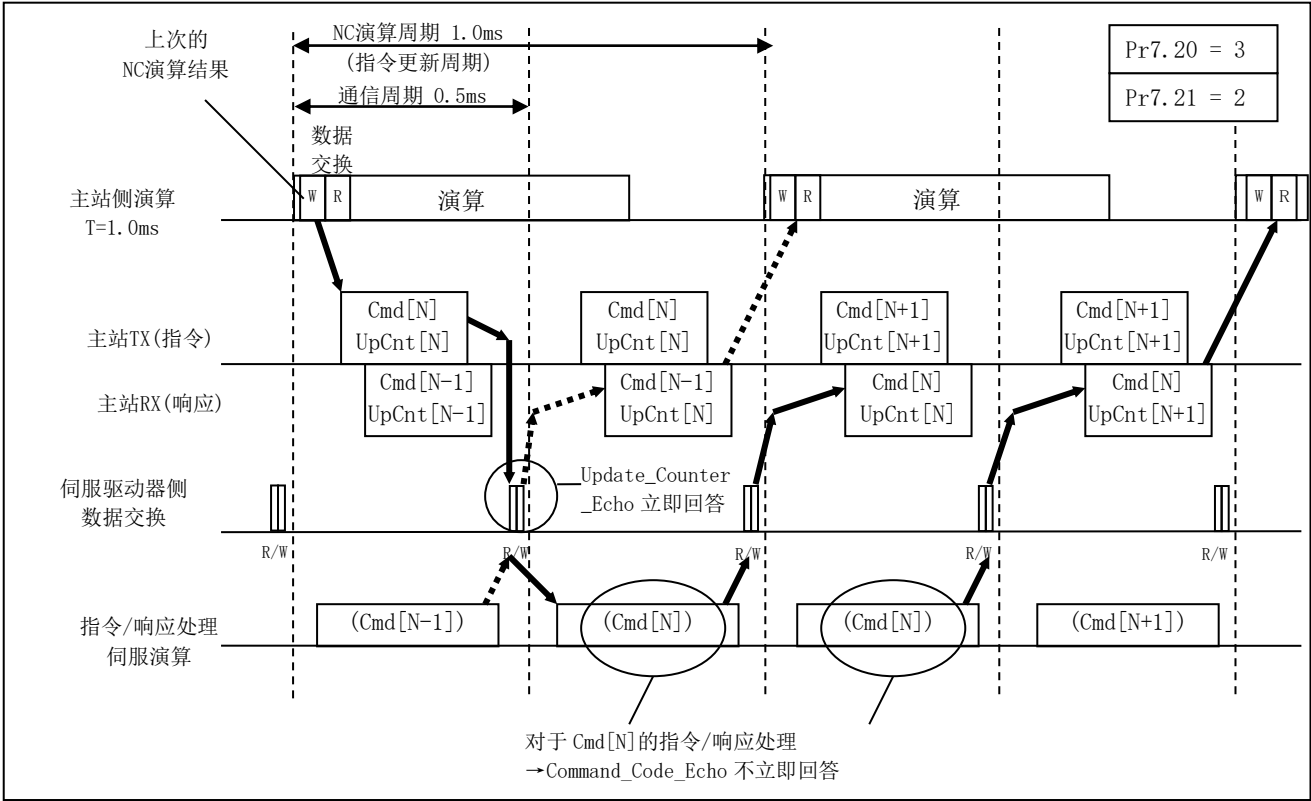 上次的
NC演算结果
NC演算周期 1.0ms
(指令更新周期)
通信周期 0.5ms
Pr7.20 = 3
Pr7.21 = 2
数据
交换
主站侧演算
T=1.0ms
W R 演算 W R 演算 W R
主站TX(指令)
Cmd[N] Cmd[N] Cmd[N+1] Cmd[N+1]
UpCnt[N] UpCnt[N] UpCnt[N+1] UpCnt[N+1]
主站RX(响应)
Cmd[N-1] Cmd[N-1] Cmd[N] Cmd[N]
UpCnt[N-1] UpCnt[N] UpCnt[N] UpCnt[N+1]
伺服驱动器侧
数据交换
Update_Counter
_Echo 立即回答
R/W R/W R/W R/W R/W
指令/响应处理
伺服演算
(Cmd[N-1]) (Cmd[N]) (Cmd[N]) (Cmd[N+1])
对于 Cmd[N]的指令/响应处理
→Command_Code_Echo 不立即回答